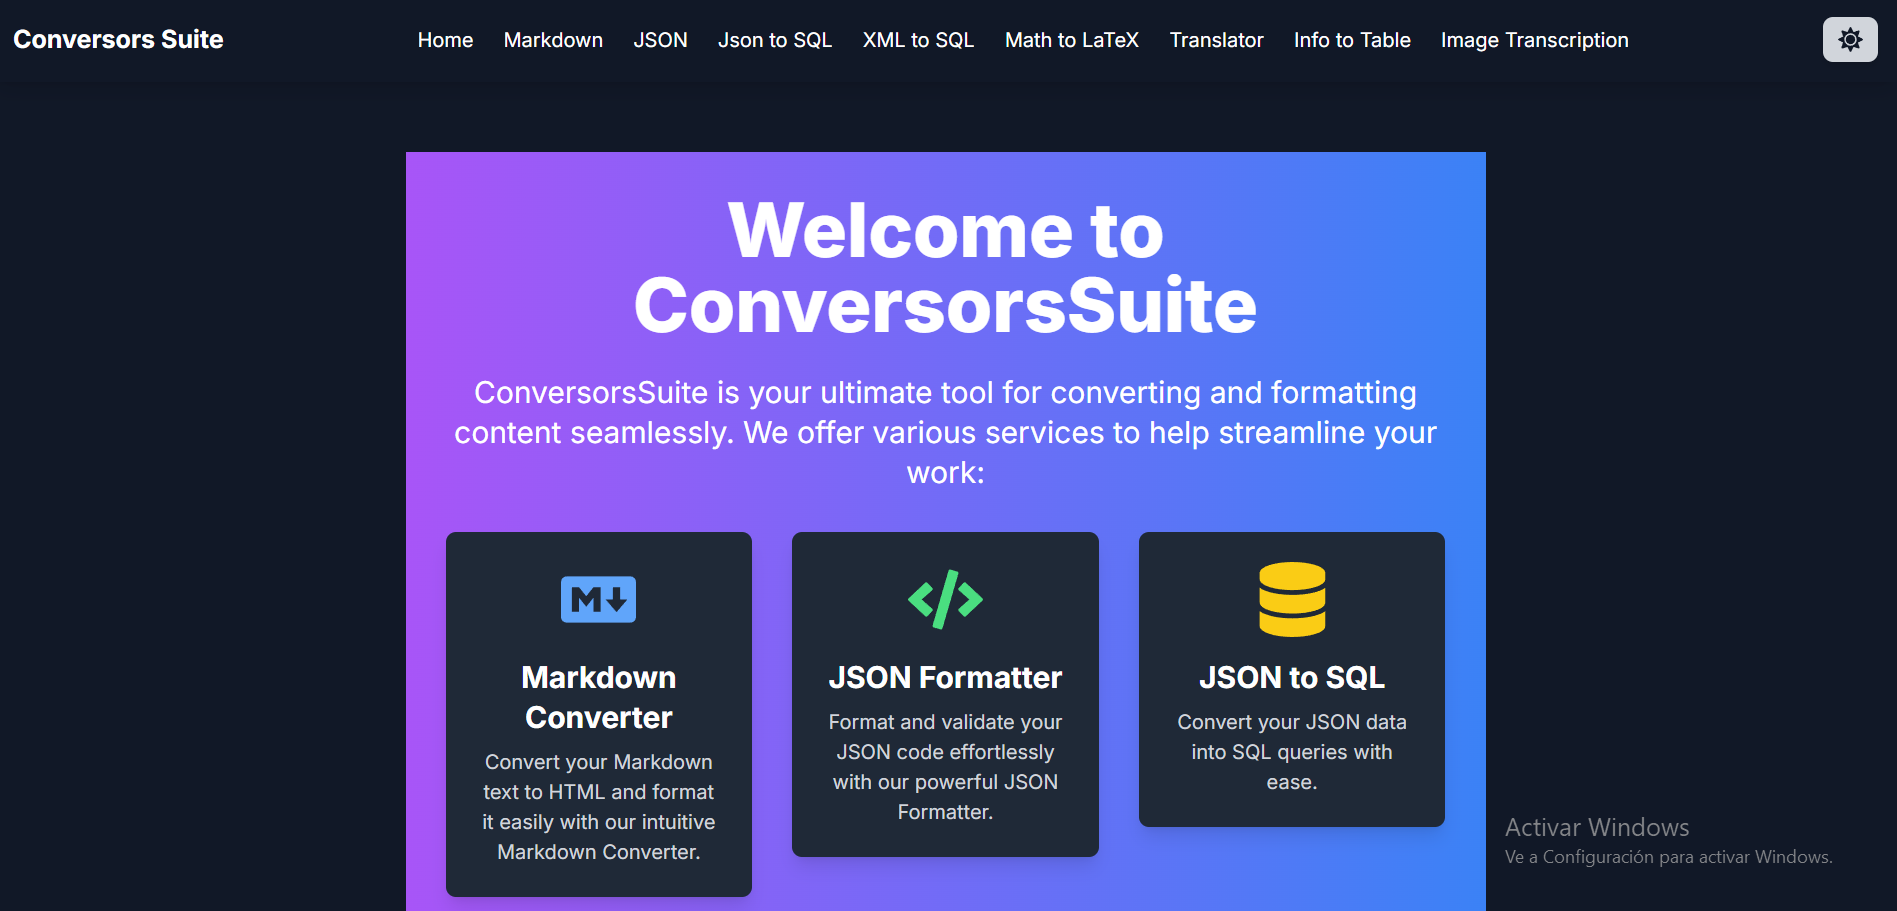 Conversors Suite
Home Markdown JSON Json to SQL XML to SQL Math to LaTeX Translator Info to Table Image Transcription
Welcome to
ConversorsSuite
ConversorsSuite is your ultimate tool for converting and formatting
content seamlessly. We offer various services to help streamline your
work:
M
Markdown
Converter
Convert your Markdown
text to HTML and format
it easily with our intuitive
Markdown Converter.
</>
JSON Formatter
Format and validate your
JSON code effortlessly
with our powerful JSON
Formatter.
JSON to SQL
Convert your JSON data
into SQL queries with
ease.
Activar Windows
Ve a Configuración para activar Windows.